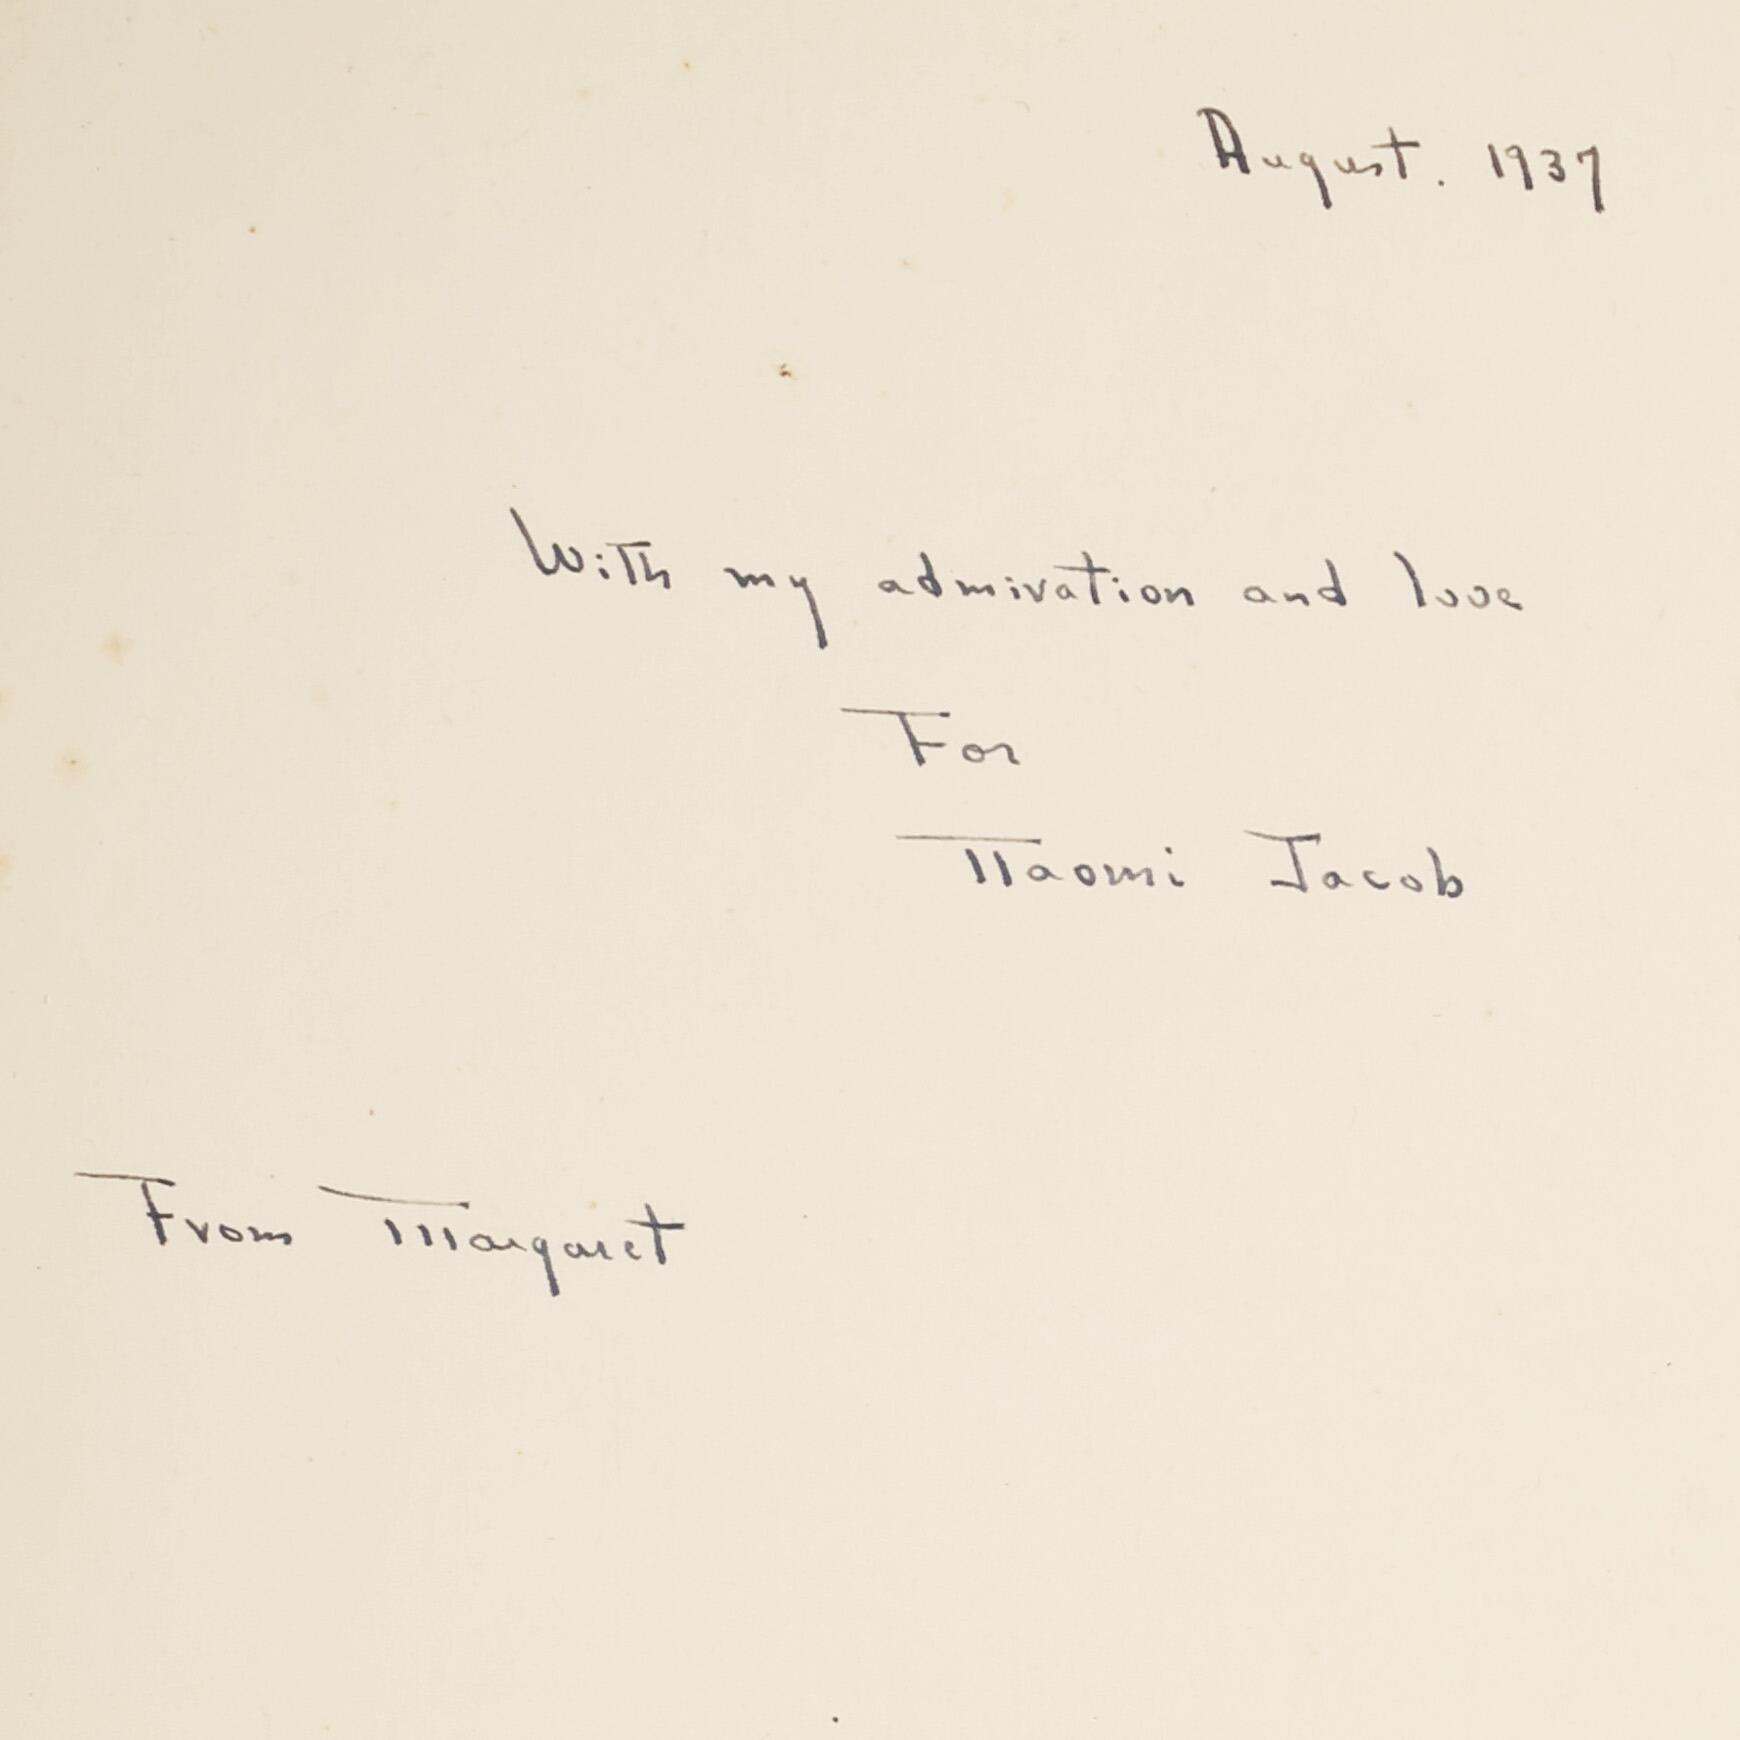 August. 1937
With my admiration and love
For
Naomi Jacob
From Margaret